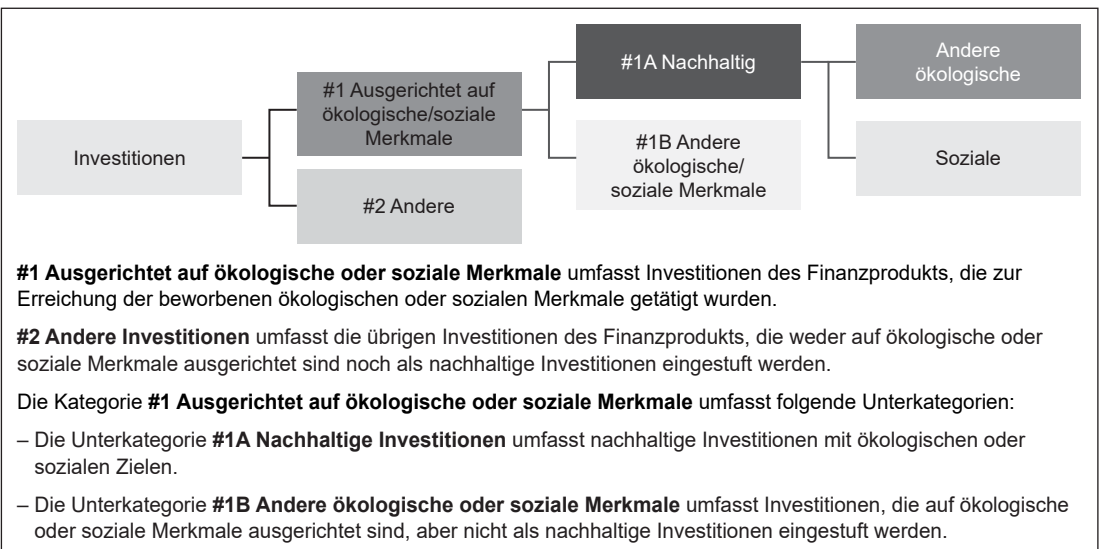 Investitionen
#1 Ausgerichtet auf
ökologische/soziale
Merkmale
#2 Andere
#1A Nachhaltig
#1B Andere
ökologische/
soziale Merkmale
Andere
ökologische
Soziale
#1 Ausgerichtet auf ökologische oder soziale Merkmale umfasst Investitionen des Finanzprodukts, die zur
Erreichung der beworbenen ökologischen oder sozialen Merkmale getätigt wurden.
#2 Andere Investitionen umfasst die übrigen Investitionen des Finanzprodukts, die weder auf ökologische oder
soziale Merkmale ausgerichtet sind noch als nachhaltige Investitionen eingestuft werden.
Die Kategorie #1 Ausgerichtet auf ökologische oder soziale Merkmale umfasst folgende Unterkategorien:
– Die Unterkategorie #1A Nachhaltige Investitionen umfasst nachhaltige Investitionen mit ökologischen oder
sozialen Zielen.
– Die Unterkategorie #1B Andere ökologische oder soziale Merkmale umfasst Investitionen, die auf ökologische
oder soziale Merkmale ausgerichtet sind, aber nicht als nachhaltige Investitionen eingestuft werden.